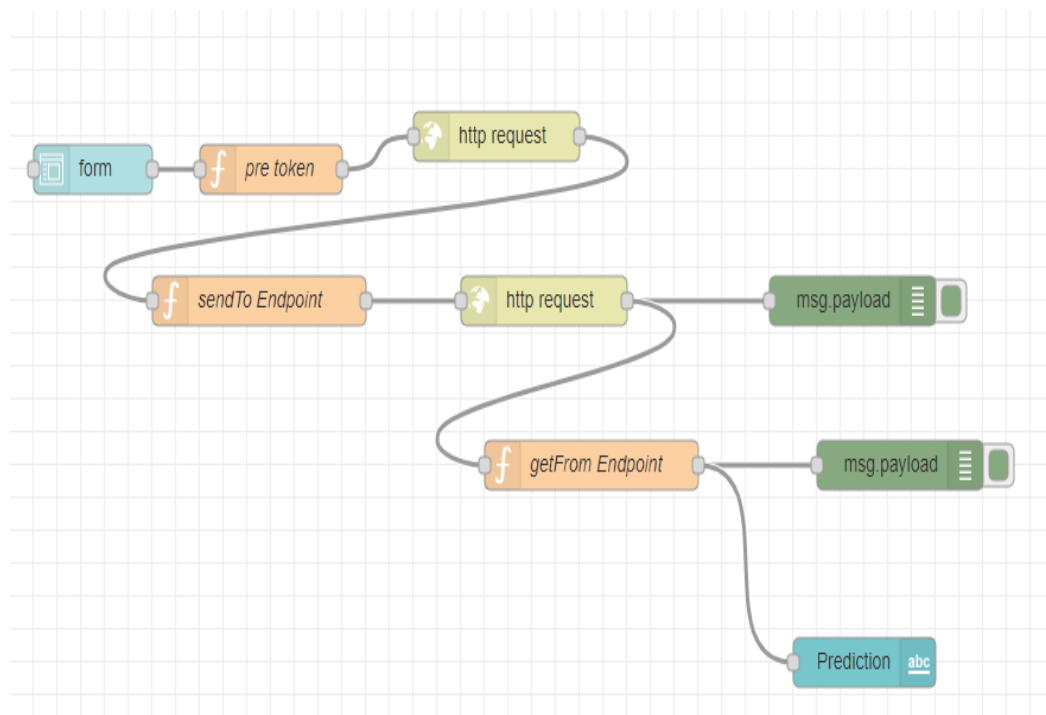 http request
form
pre token
sendTo Endpoint
http request
msg.payload
getFrom Endpoint
msg.payload
Prediction
abc